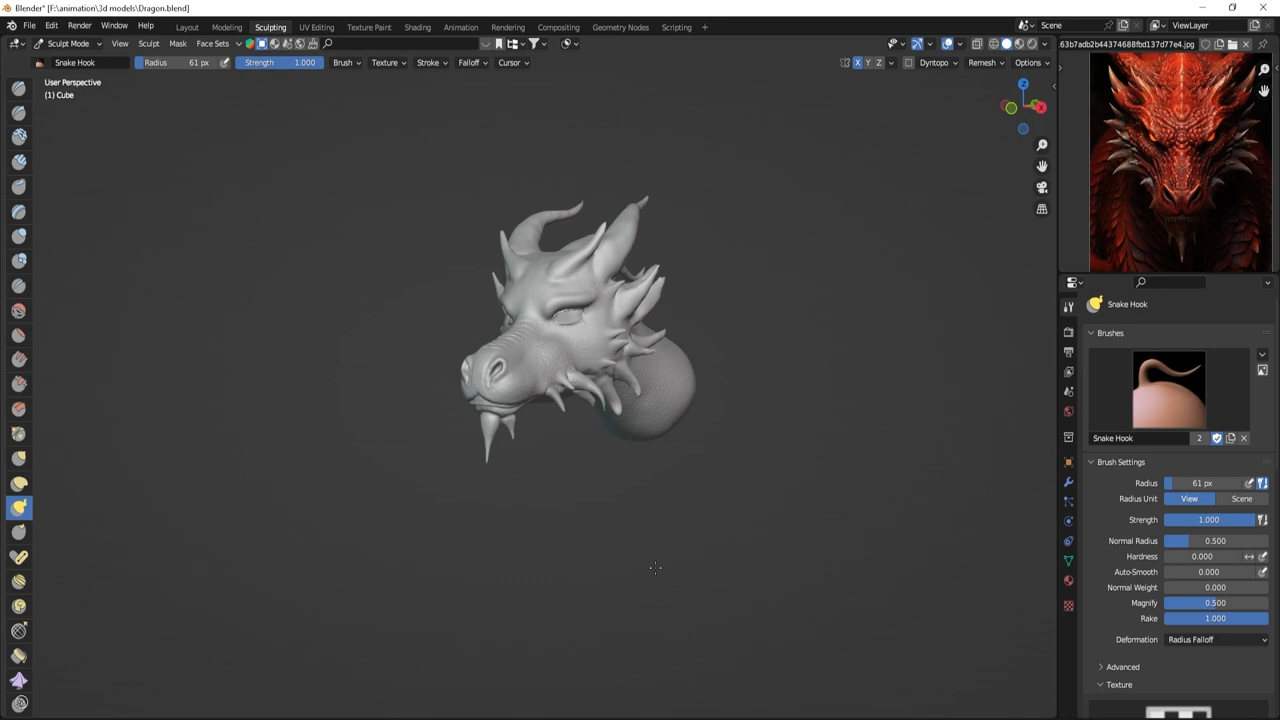 Blender* [F:\animation\3d models\Dragon.blend]
File Edit Render Window Help Layout Modeling Sculpting UV Editing Texture Paint Shading Animation Rendering Compositing Geometry Nodes Scripting + Scene ViewLayer
Sculpt Mode View Sculpt Mask Face Sets .63b7adb2b44374688fbd137d77e4.jpg
Snake Hook Radius 61 px Strength 1.000 Brush Texture Stroke Falloff Cursor X Y Z Dyntopo Remesh Options
User Perspective
(1) Cube
Z
X
Snake Hook
Brushes
Snake Hook 2
Brush Settings
Radius 61 px
Radius Unit View Scene
Strength 1.000
Normal Radius 0.500
Hardness 0.000
Auto-Smooth 0.000
Normal Weight 0.000
Magnify 0.500
Rake 1.000
Deformation Radius Falloff
Advanced
Texture